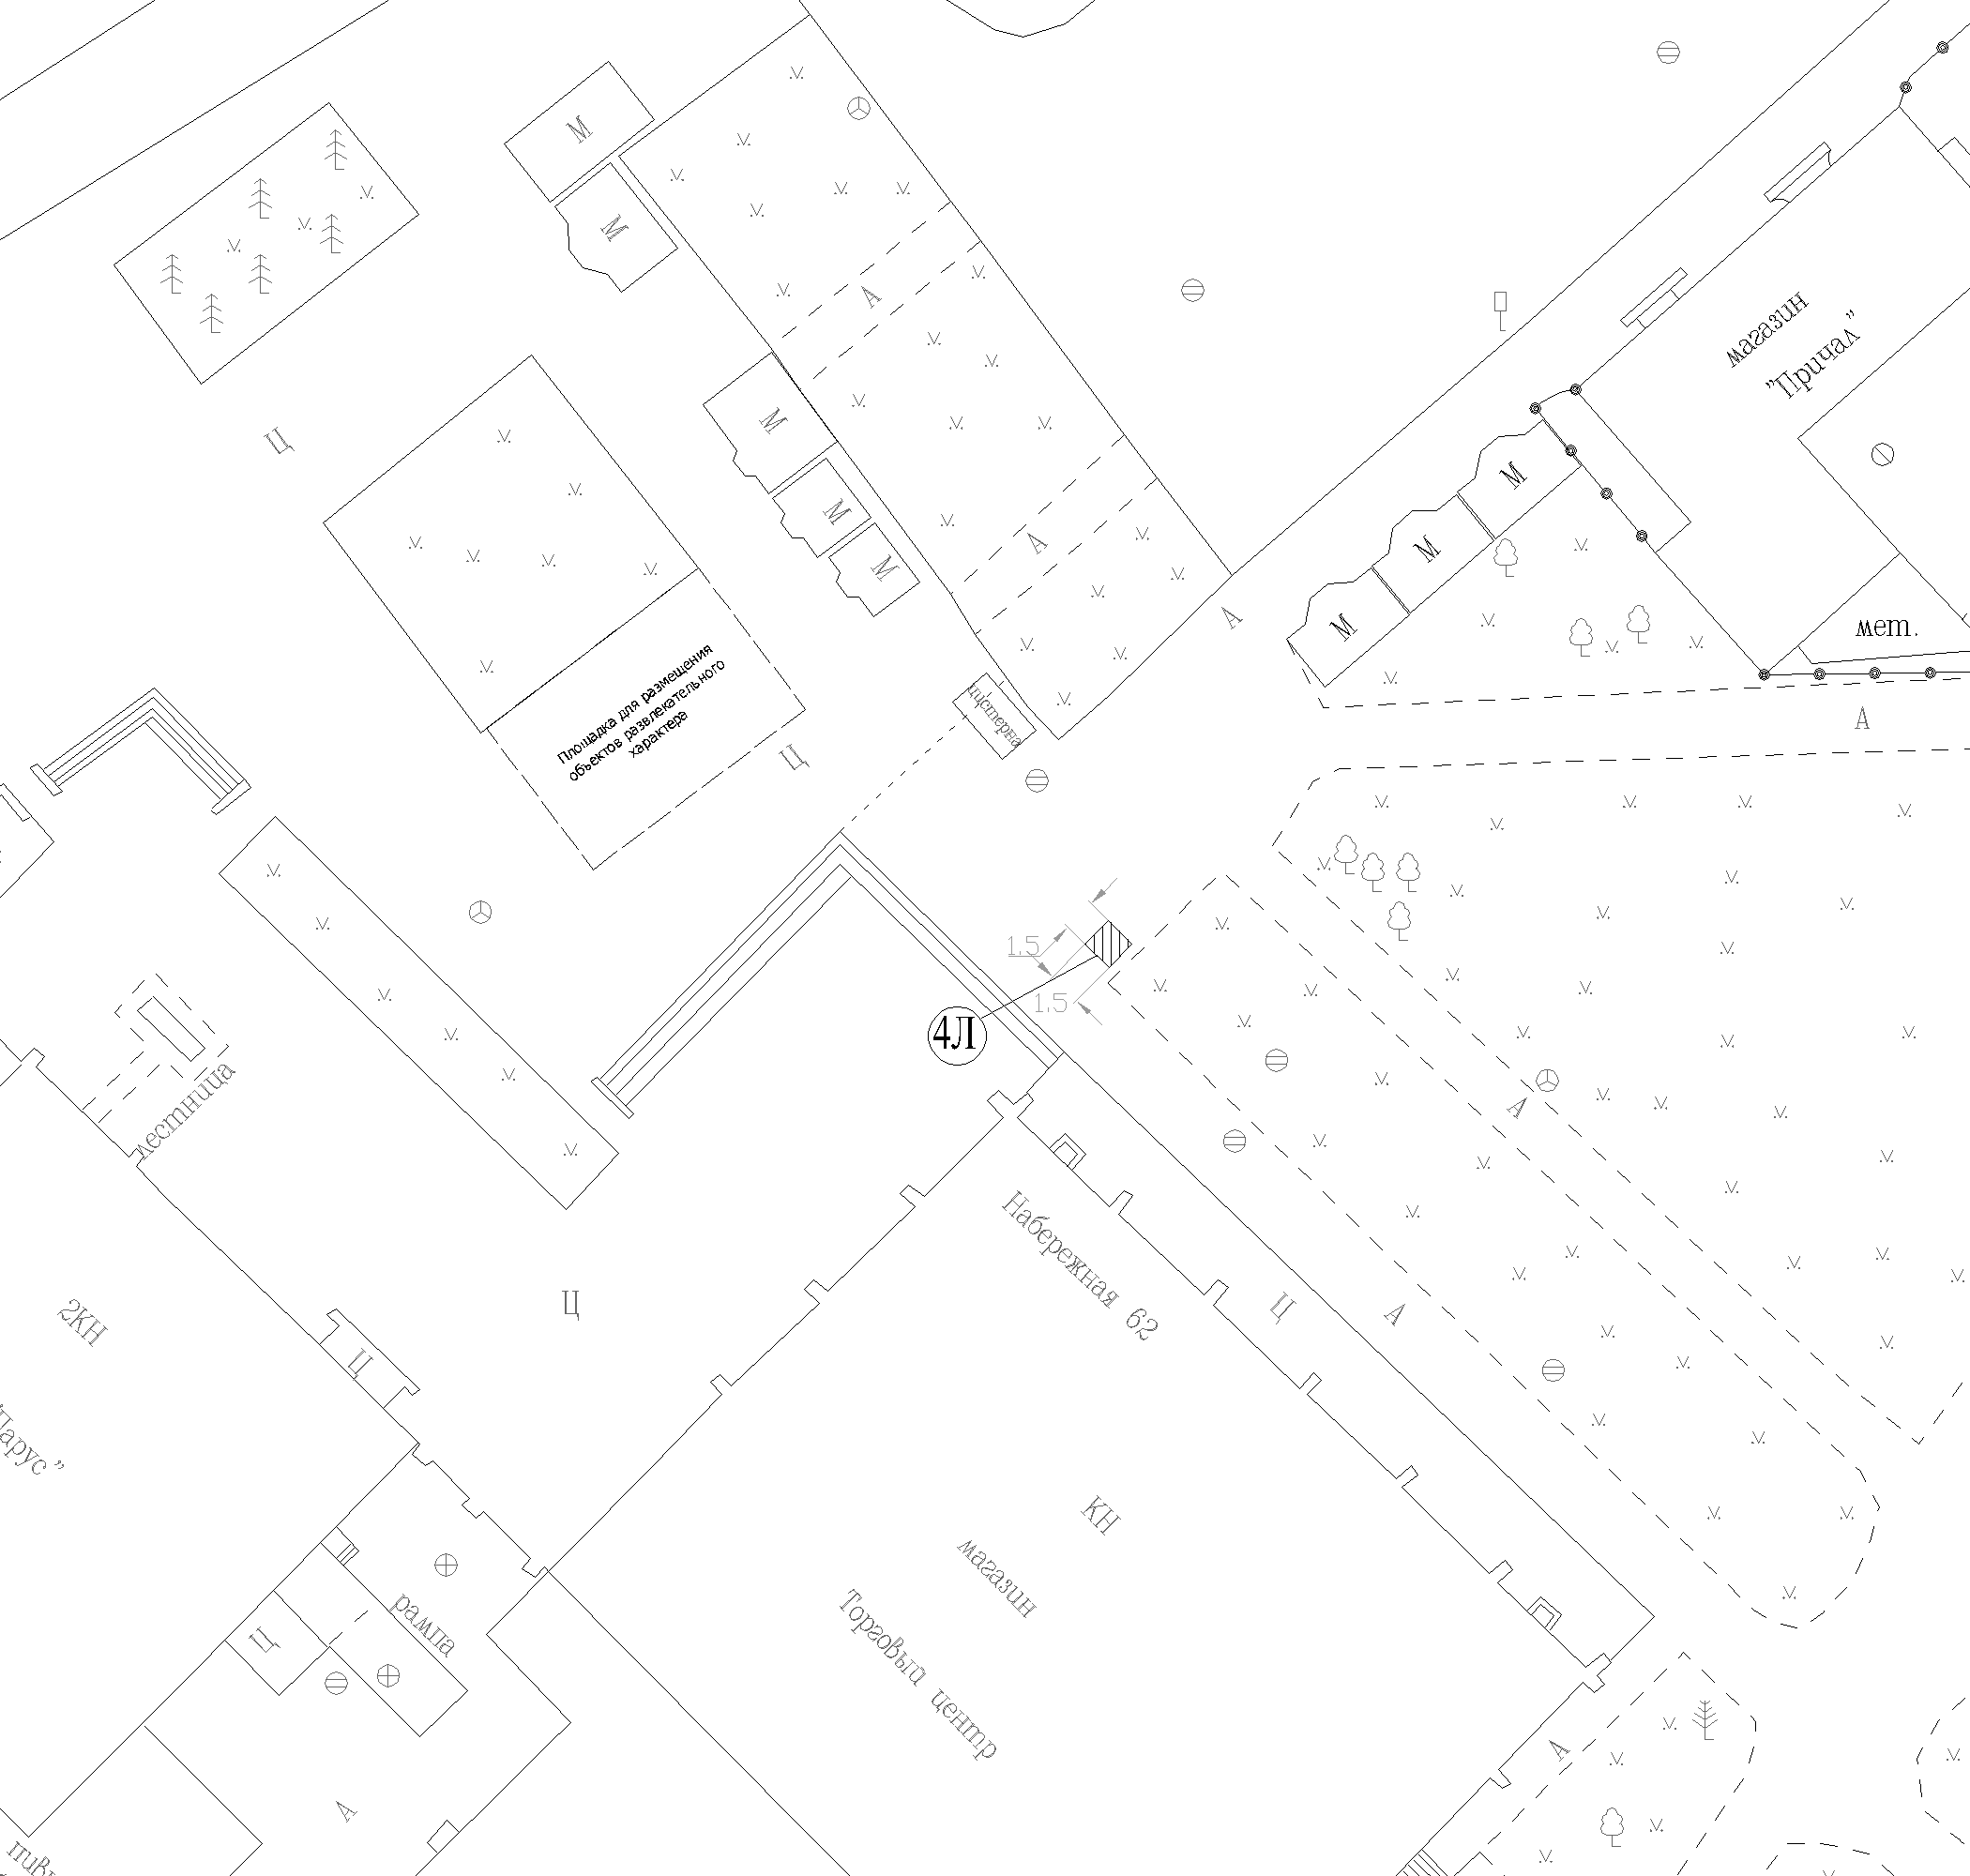 М
М
А
магазин
"Причал"
М
М
М
Ц
М
М
М
А
А
мет.
А
Площадка для размещения
объектов развлекательного
характера
цистерна
Ц
1.5
1.5
4Л
лестница
А
Набережная 62
Ц
Ц
А
2КН
Ц
Парус"
КН
магазин
Торговый центр
рампа
Ц
А
А